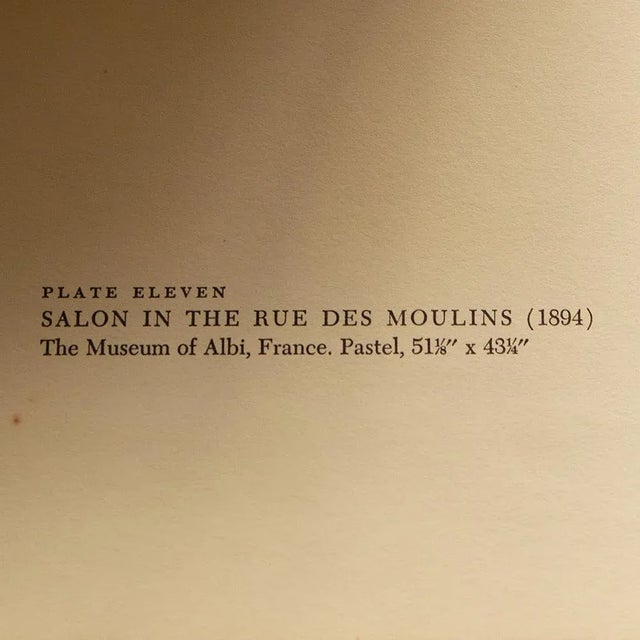 PLATE ELEVEN
SALON IN THE RUE DES MOULINS (1894)
The Museum of Albi, France. Pastel, 51⅛″ x 43¼″